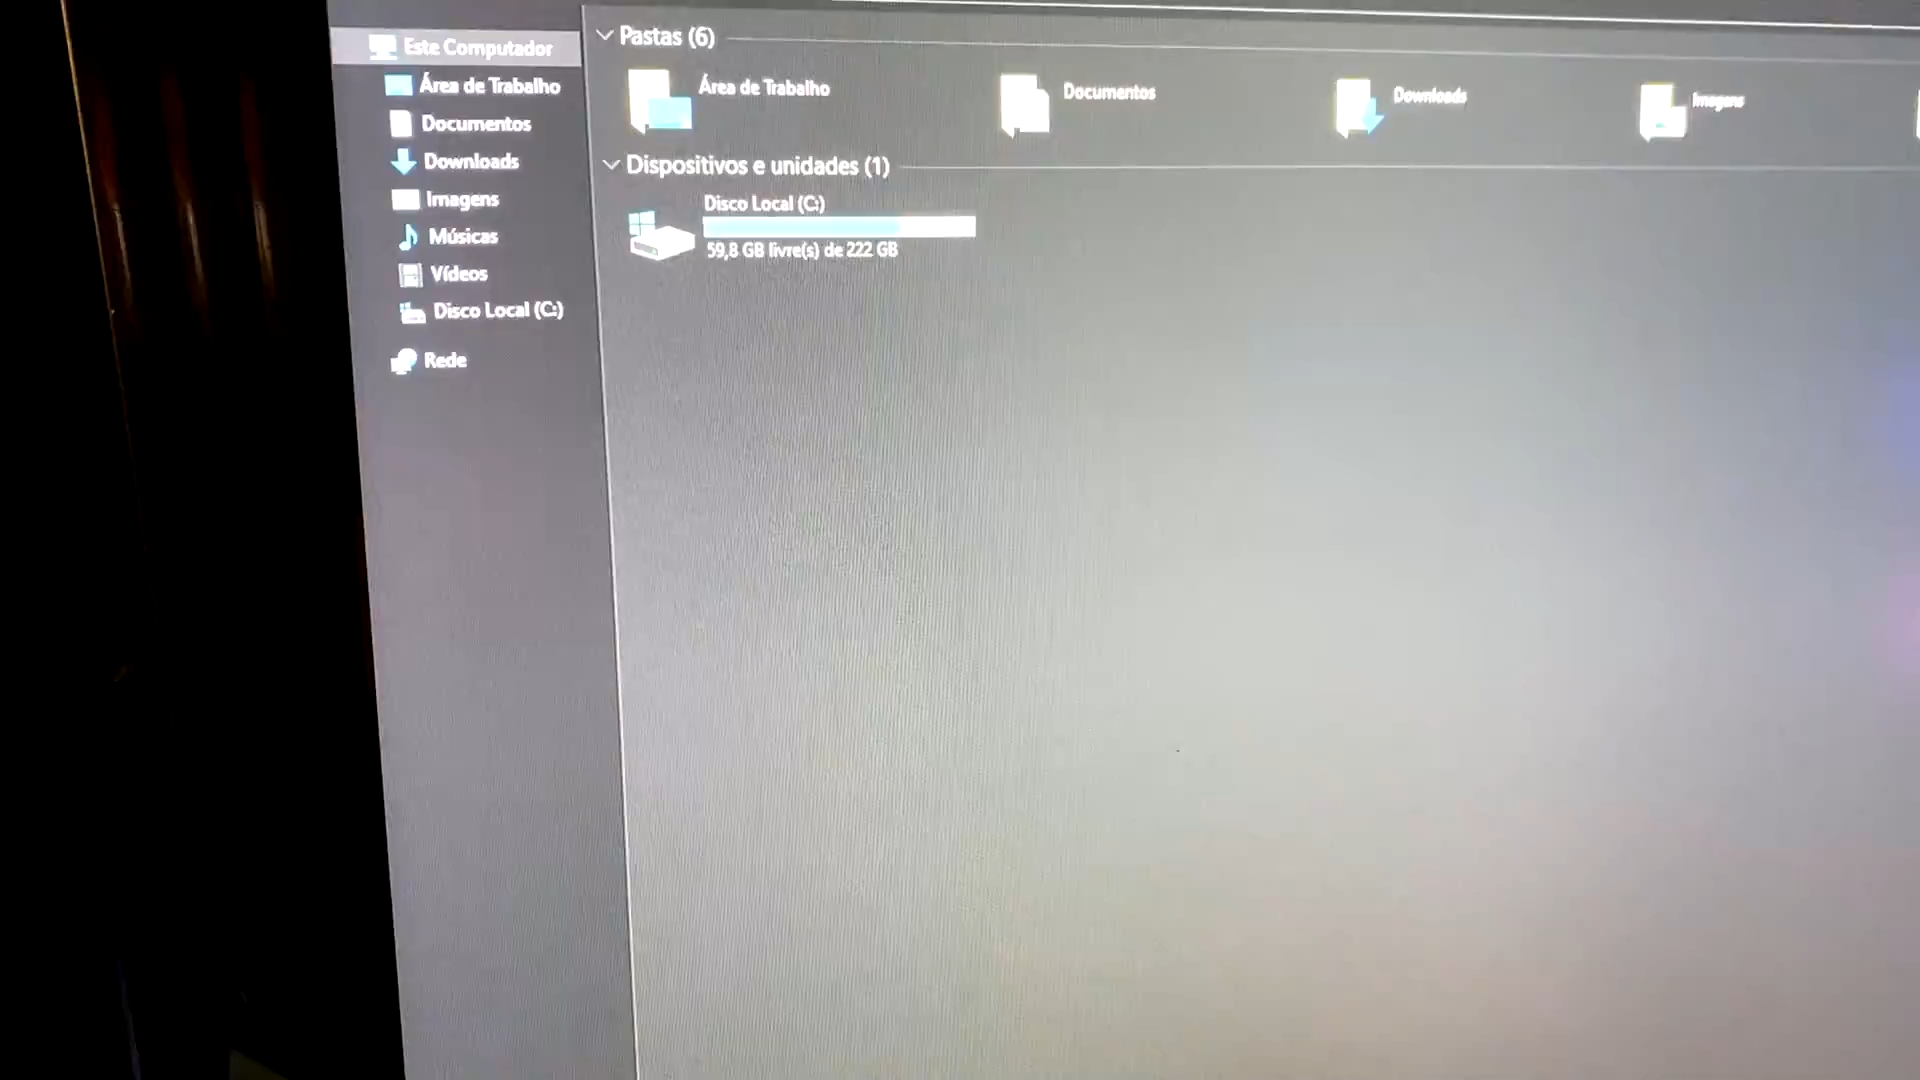 Este Computador
Área de Trabalho
Documentos
Downloads
Imagens
Músicas
Vídeos
Disco Local (C:)
Rede
Pastas (6)
Área de Trabalho
Documentos
Downloads
Imagens
Dispositivos e unidades (1)
Disco Local (C:)
59,8 GB livre(s) de 222 GB